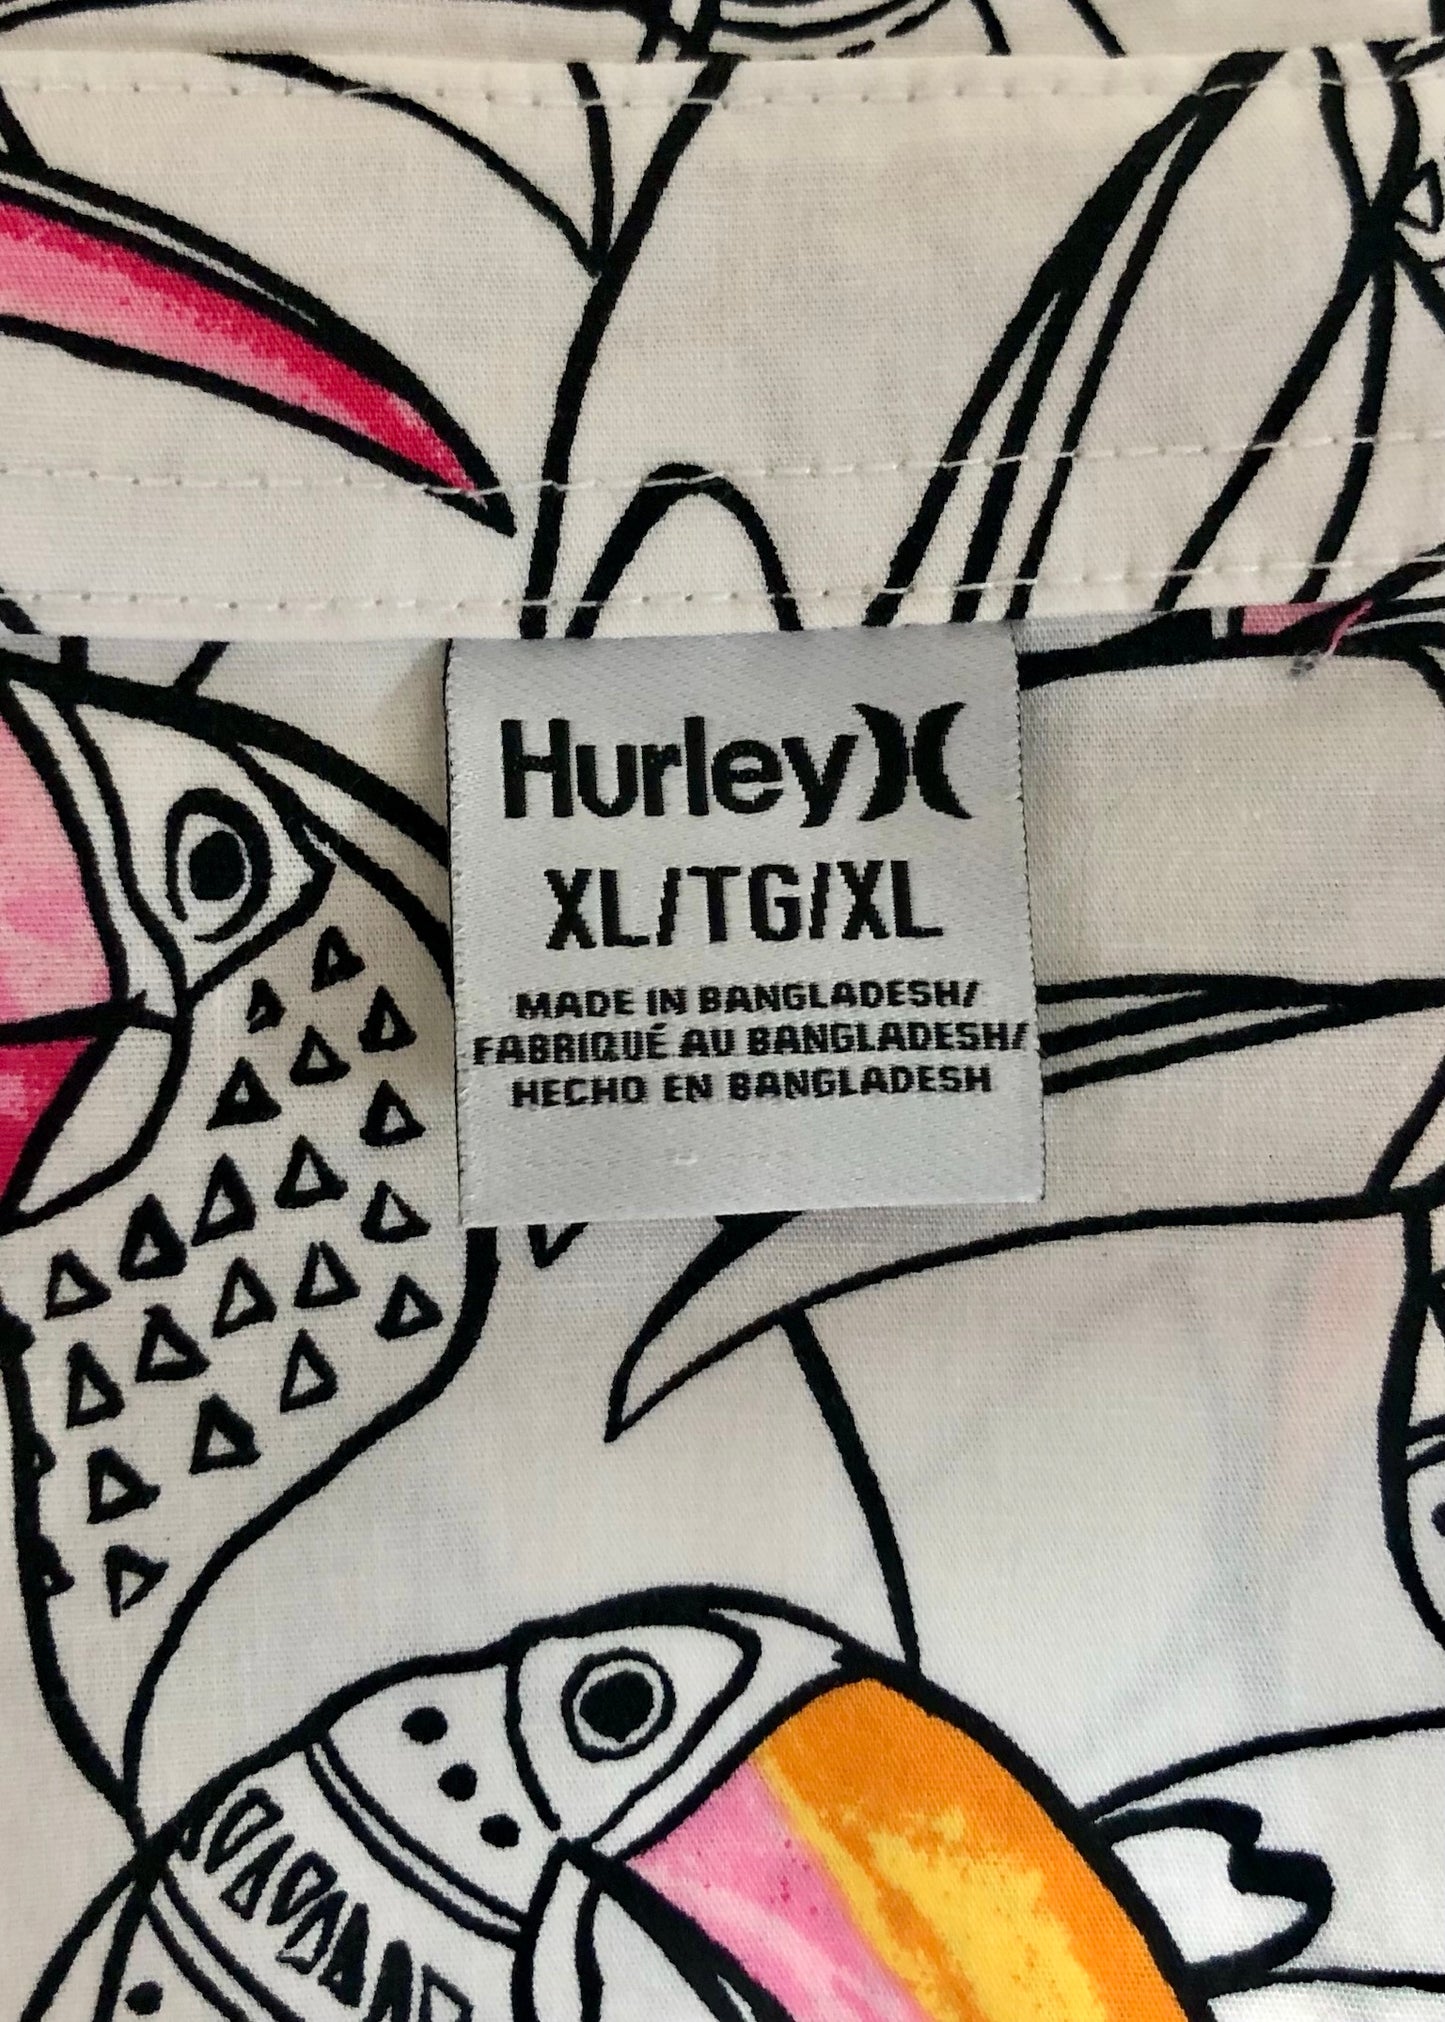 Hurley
XL/TG/XL
MADE IN BANGLADESH/
FABRIQUÉ AU BANGLADESH/
HECHO EN BANGLADESH